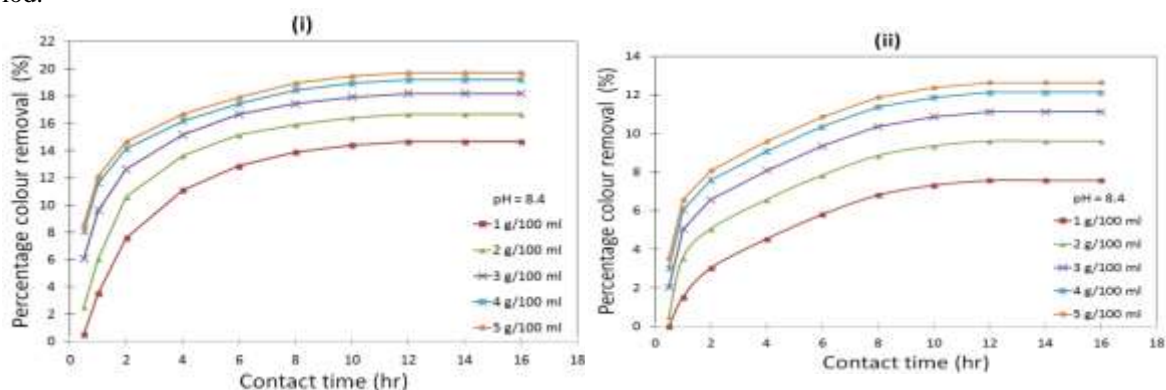 (i)
22
20
18
16
14
12
10
8
6
4
2
0
Percentage colour removal (%)
pH = 8.4
1 g/100 ml
2 g/100 ml
3 g/100 ml
4 g/100 ml
5 g/100 ml
0 2 4 6 8 10 12 14 16 18
Contact time (hr)
(ii)
14
12
10
8
6
4
2
0
Percentage colour removal (%)
pH = 8.4
1 g/100 ml
2 g/100 ml
3 g/100 ml
4 g/100 ml
5 g/100 ml
0 2 4 6 8 10 12 14 16 18
Contact time (hr)